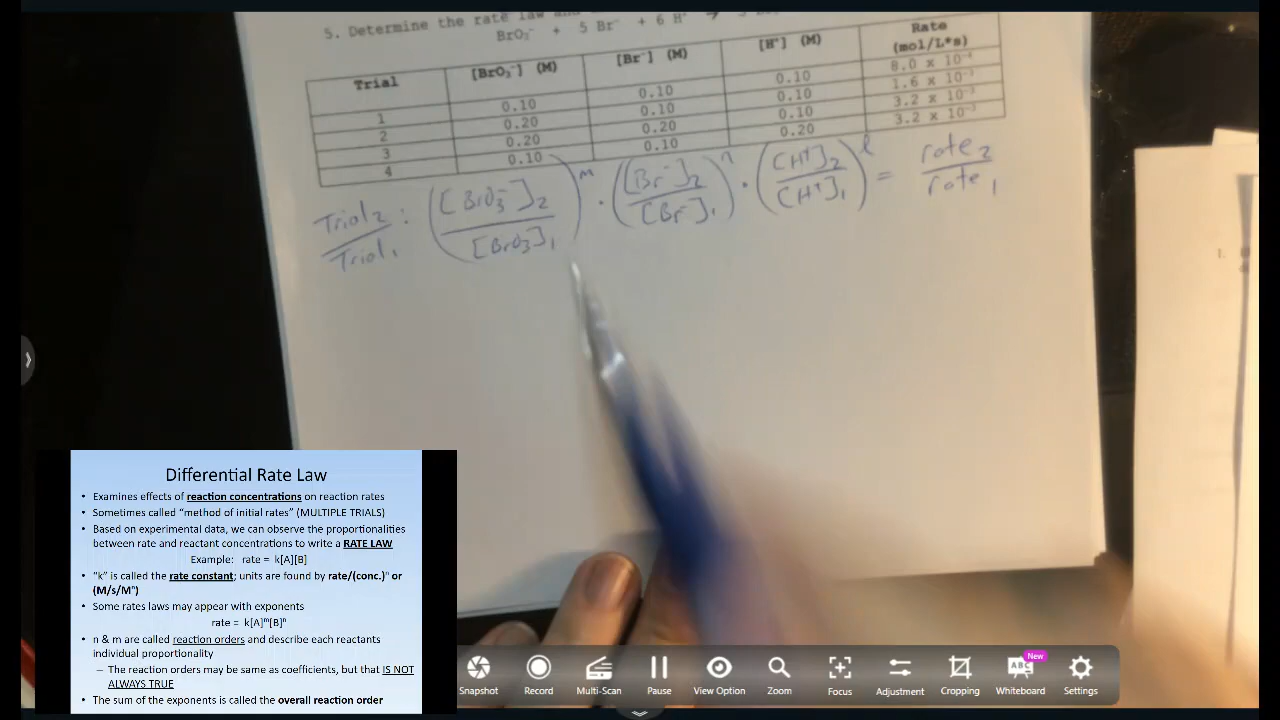 5. Determine the rate law and
BrO₃⁻ + 5 Br⁻ + 6 H⁺ →
Trial [BrO₃⁻] (M) [Br⁻] (M) [H⁺] (M) Rate (mol/L*s)
1 0.10 0.10 0.10 8.0 x 10⁻⁴
2 0.20 0.10 0.10 1.6 x 10⁻³
3 0.20 0.20 0.10 3.2 x 10⁻³
4 0.10 0.10 0.20 3.2 x 10⁻³
Trial₂/Trial₁ : ([BrO₃⁻]₂/[BrO₃]₁)ᵐ · ([Br⁻]₂/[Br⁻]₁)ⁿ · ([H⁺]₂/[H⁺]₁)ˡ = rate₂/rate₁
1.
Differential Rate Law
• Examines effects of reaction concentrations on reaction rates
• Sometimes called “method of initial rates” (MULTIPLE TRIALS)
• Based on experimental data, we can observe the proportionalities
between rate and reactant concentrations to write a RATE LAW
Example: rate = k[A][B]
• “k” is called the rate constant; units are found by rate/(conc.)ⁿ or
(M/s/Mⁿ)
• Some rates laws may appear with exponents
rate = k[A]ᵐ[B]ⁿ
• n & m are called reaction orders and describe each reactants
individual proportionality
– The reaction orders may be same as coefficients, but that IS NOT
ALWAYS TRUE
• The sum of the exponents is called the overall reaction order
New
ABC
Snapshot Record Multi-Scan Pause View Option Zoom Focus Adjustment Cropping Whiteboard Settings